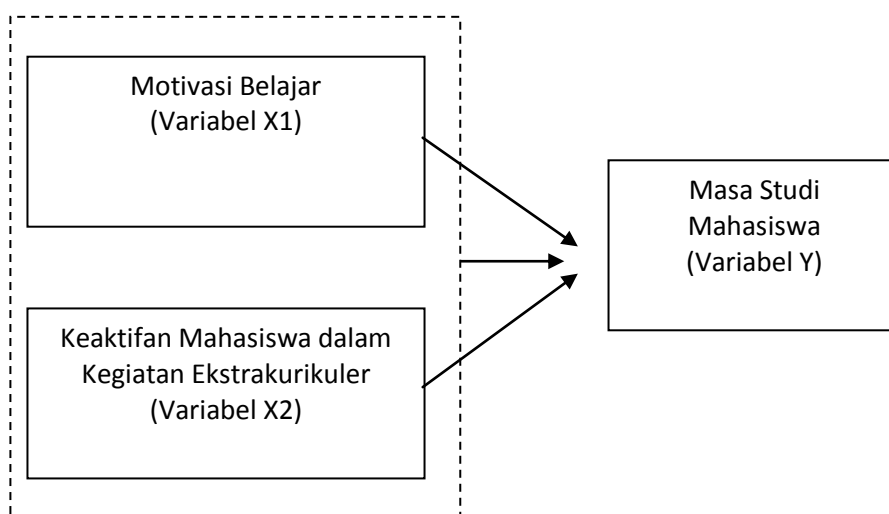 Motivasi Belajar
(Variabel X1)
Keaktifan Mahasiswa dalam
Kegiatan Ekstrakurikuler
(Variabel X2)
Masa Studi
Mahasiswa
(Variabel Y)